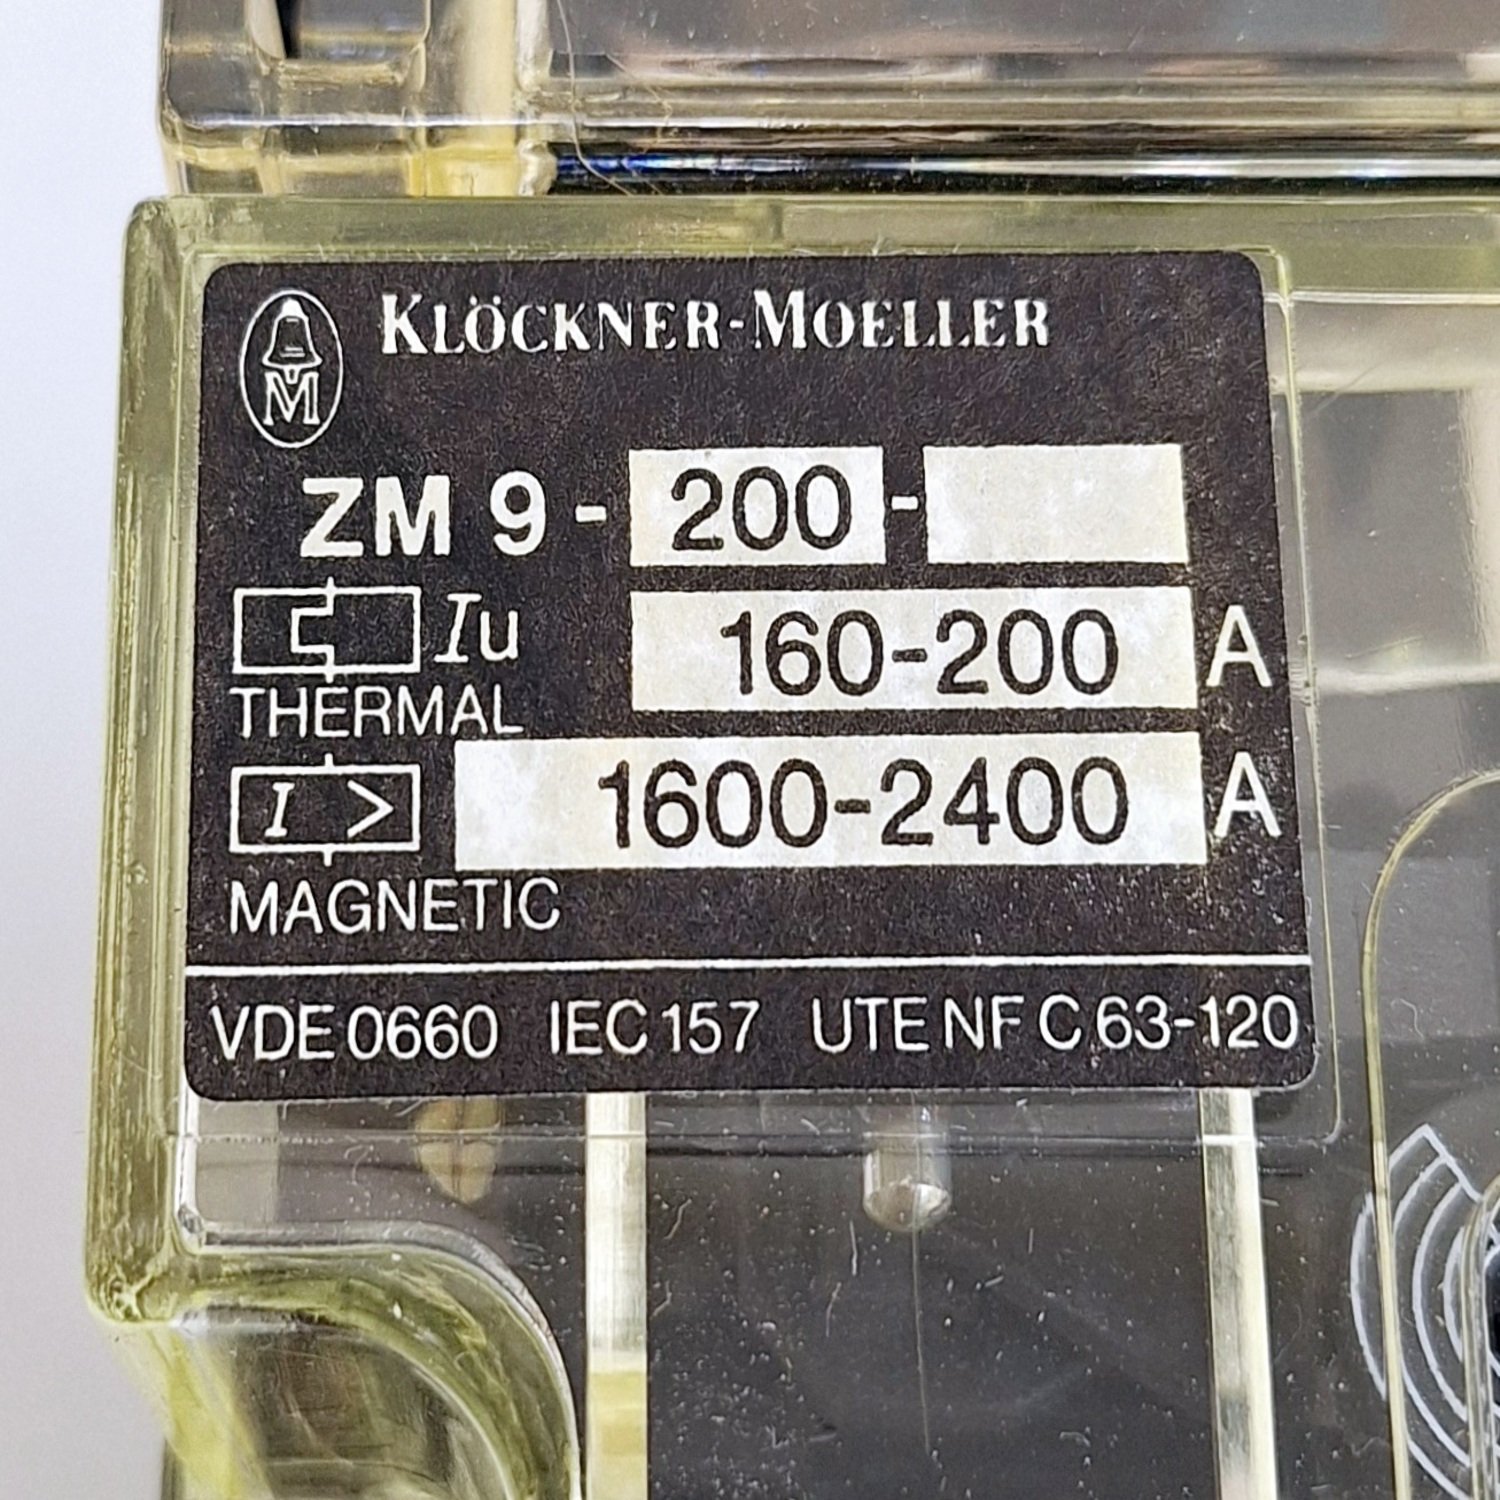 KLÖCKNER-MOELLER
M
ZM 9 - 200 -
Iu 160-200 A
THERMAL
I > 1600-2400 A
MAGNETIC
VDE 0660 IEC 157 UTE NF C 63-120